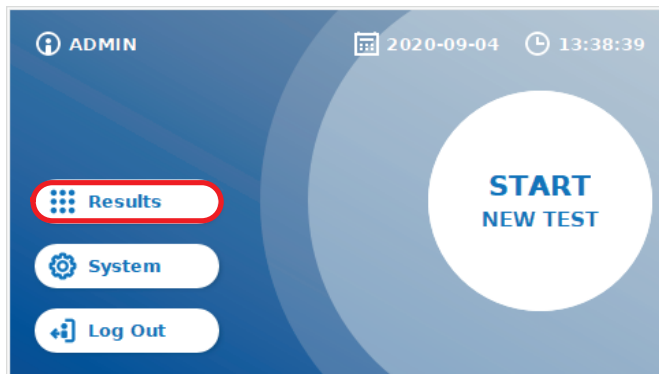 ADMIN
2020-09-04
13:38:39
Results
START
NEW TEST
System
Log Out